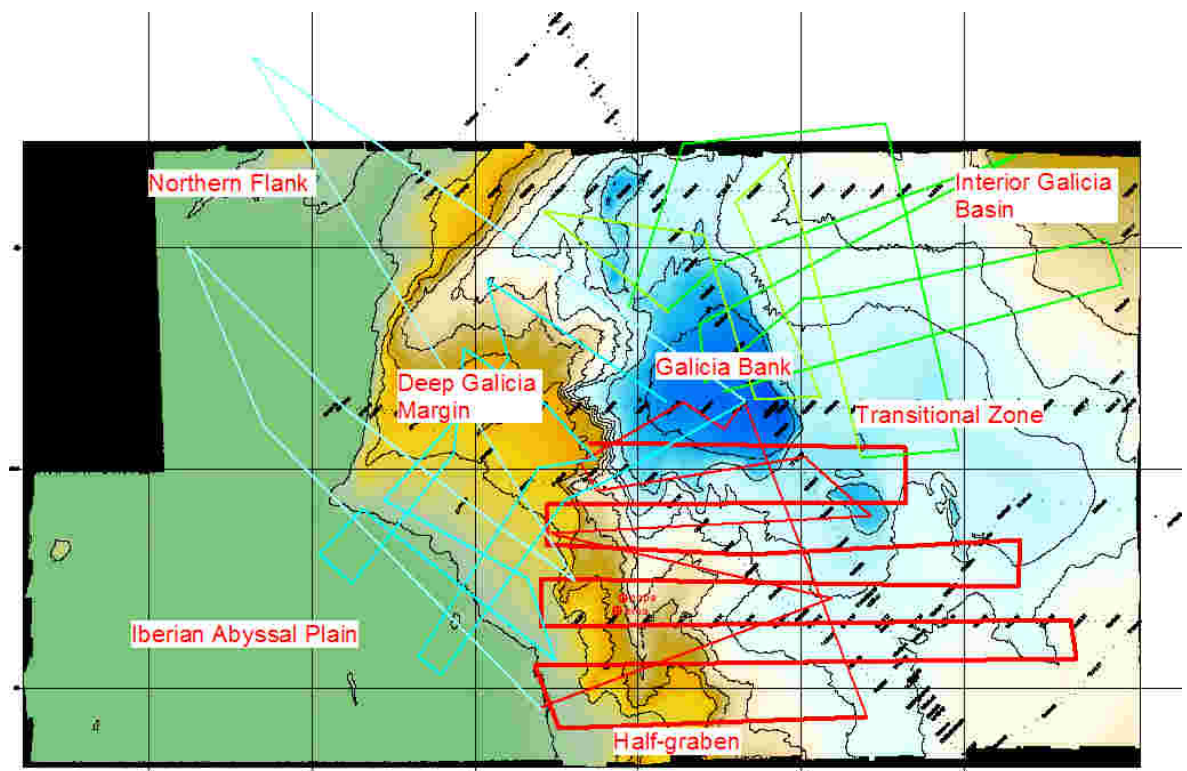 Northern Flank
Interior Galicia
Basin
Galicia Bank
Deep Galicia
Margin
Transitional Zone
Iberian Abyssal Plain
Half-graben